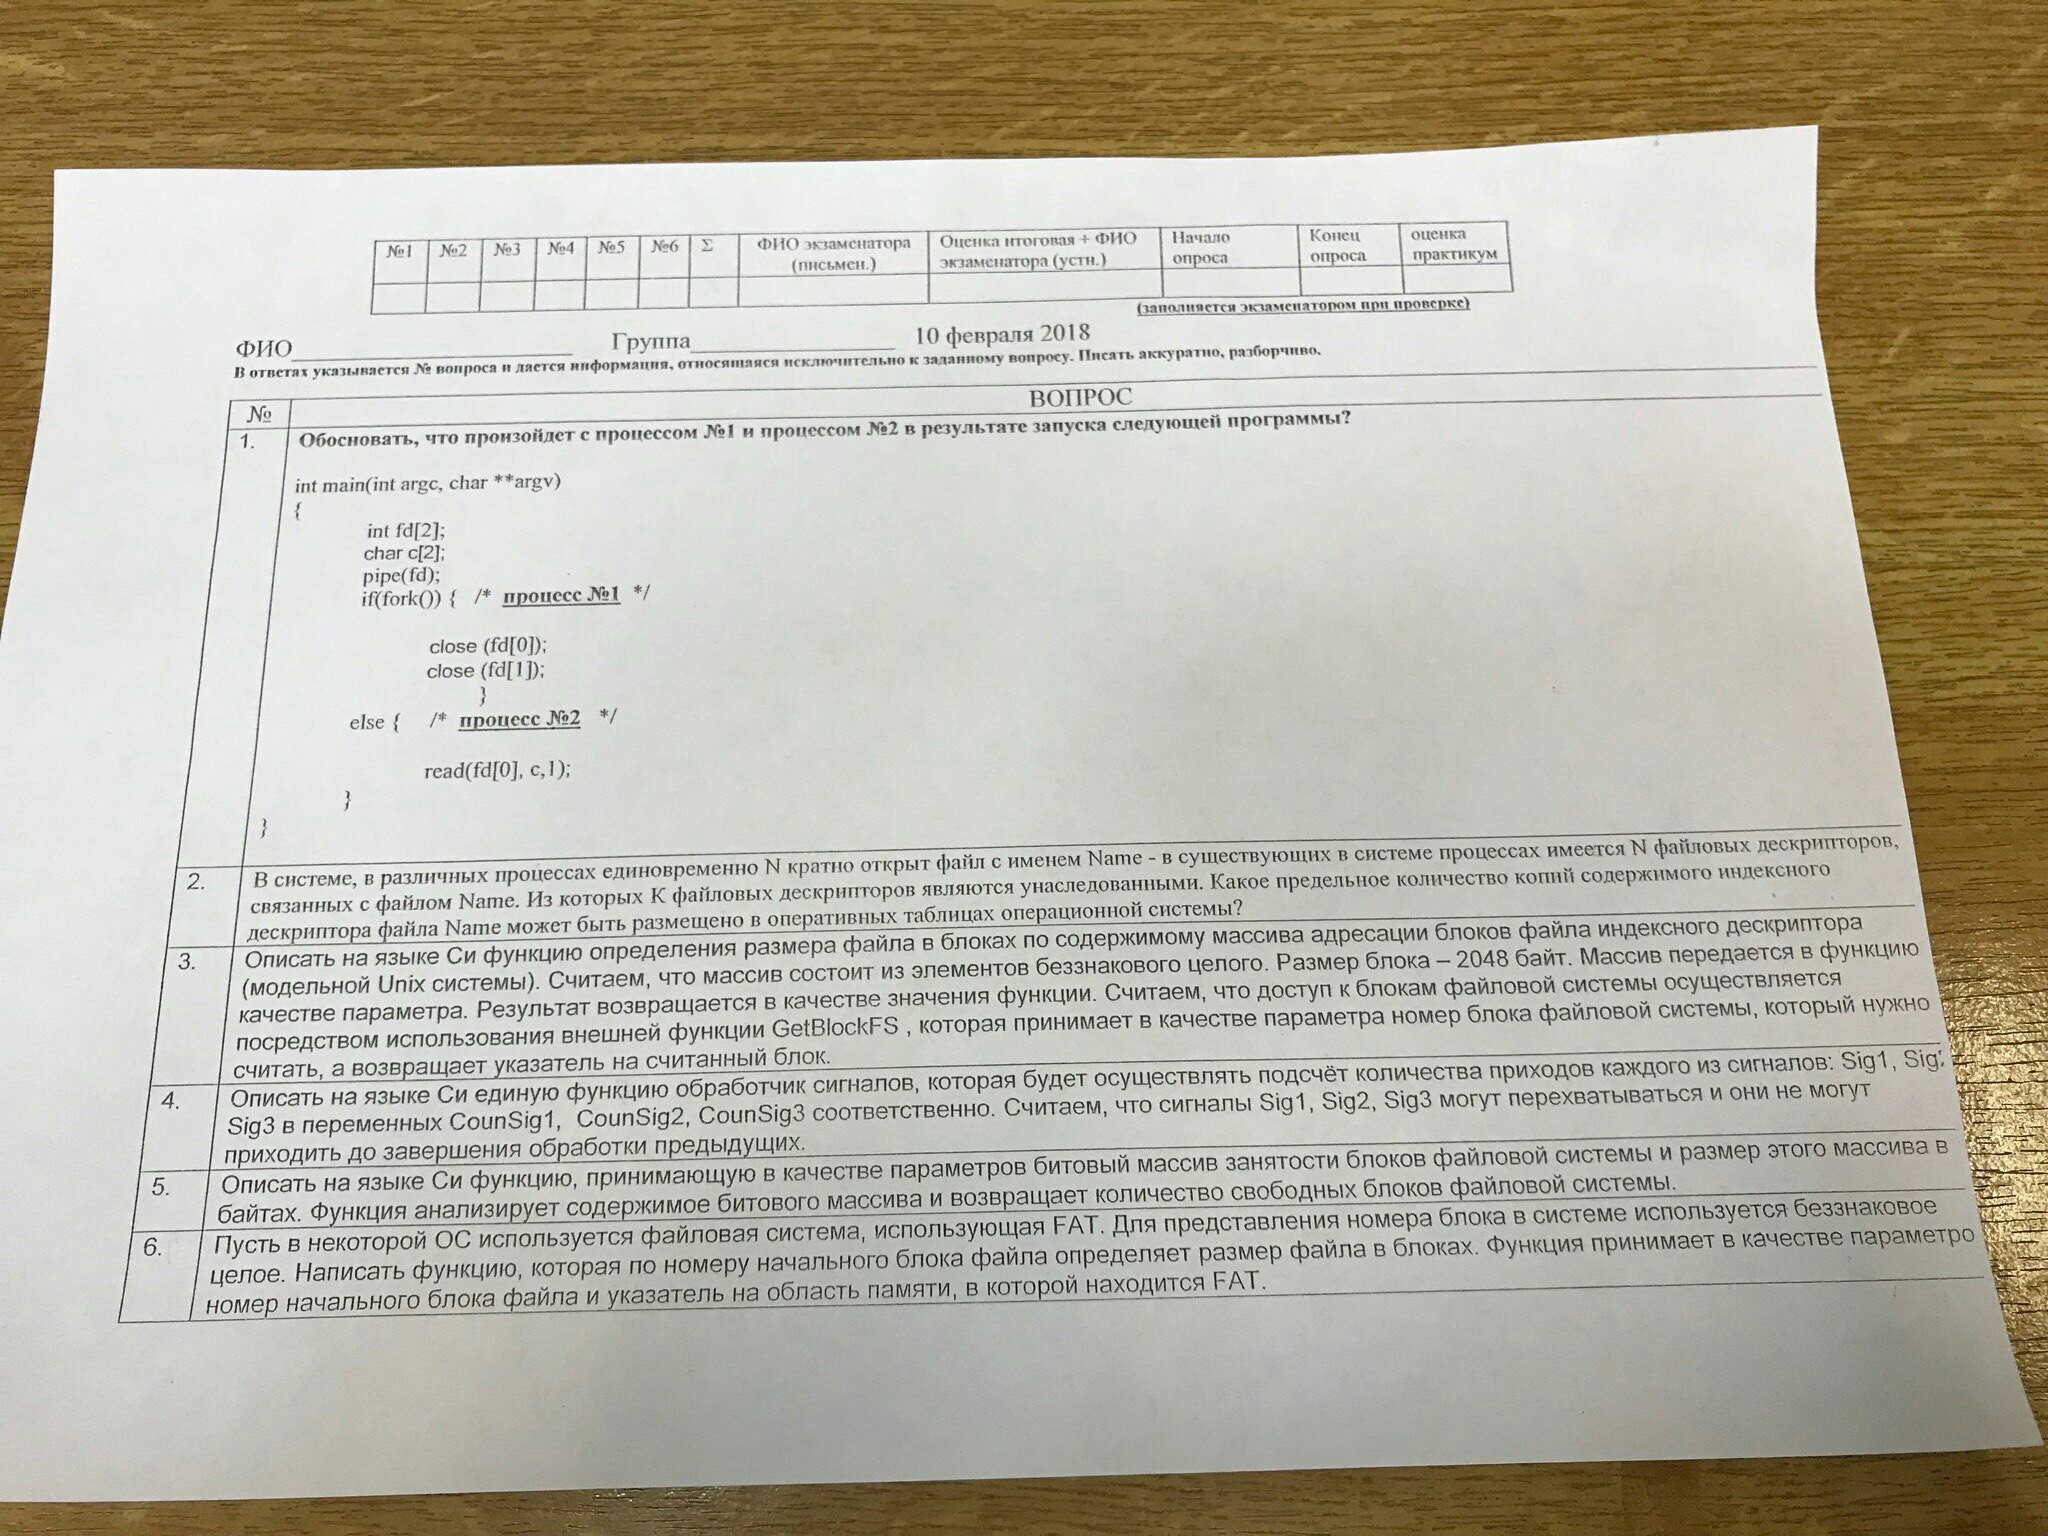 №1 №2 №3 №4 №5 №6 Σ ФИО экзаменатора (письмен.) Оценка итоговая + ФИО экзаменатора (устн.) Начало опроса Конец опроса оценка практикум
(заполняется экзаменатором при проверке)
ФИО Группа 10 февраля 2018
В ответах указывается № вопроса и дается информация, относящаяся исключительно к заданному вопросу. Писать аккуратно, разборчиво.
№ ВОПРОС
1. Обосновать, что произойдет с процессом №1 и процессом №2 в результате запуска следующей программы?
int main(int argc, char **argv)
{
int fd[2];
char c[2];
pipe(fd);
if(fork()) { /* процесс №1 */
close (fd[0]);
close (fd[1]);
}
else { /* процесс №2 */
read(fd[0], c,1);
}
}
2. В системе, в различных процессах единовременно N кратно открыт файл с именем Name - в существующих в системе процессах имеется N файловых дескрипторов,
связанных с файлом Name. Из которых К файловых дескрипторов являются унаследованными. Какое предельное количество копий содержимого индексного
дескриптора файла Name может быть размещено в оперативных таблицах операционной системы?
3. Описать на языке Си функцию определения размера файла в блоках по содержимому массива адресации блоков файла индексного дескриптора
(модельной Unix системы). Считаем, что массив состоит из элементов беззнакового целого. Размер блока – 2048 байт. Массив передается в функцию
качестве параметра. Результат возвращается в качестве значения функции. Считаем, что доступ к блокам файловой системы осуществляется
посредством использования внешней функции GetBlockFS , которая принимает в качестве параметра номер блока файловой системы, который нужно
считать, а возвращает указатель на считанный блок.
4. Описать на языке Си единую функцию обработчик сигналов, которая будет осуществлять подсчёт количества приходов каждого из сигналов: Sig1, Sig
Sig3 в переменных CounSig1, CounSig2, CounSig3 соответственно. Считаем, что сигналы Sig1, Sig2, Sig3 могут перехватываться и они не могут
приходить до завершения обработки предыдущих.
5. Описать на языке Си функцию, принимающую в качестве параметров битовый массив занятости блоков файловой системы и размер этого массива в
байтах. Функция анализирует содержимое битового массива и возвращает количество свободных блоков файловой системы.
6. Пусть в некоторой ОС используется файловая система, использующая FAT. Для представления номера блока в системе используется беззнаковое
целое. Написать функцию, которая по номеру начального блока файла определяет размер файла в блоках. Функция принимает в качестве параметро
номер начального блока файла и указатель на область памяти, в которой находится FAT.